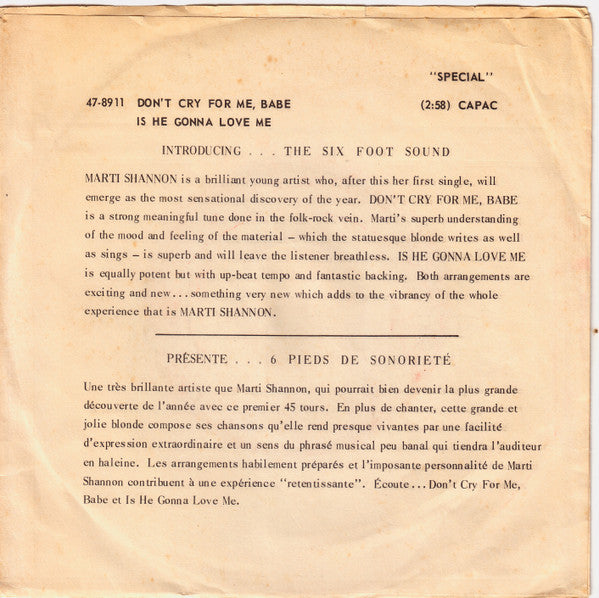 "SPECIAL"
47-8911 DON'T CRY FOR ME, BABE (2:58) CAPAC
IS HE GONNA LOVE ME
INTRODUCING . . . THE SIX FOOT SOUND
MARTI SHANNON is a brilliant young artist who, after this her first single, will
emerge as the most sensational discovery of the year. DON'T CRY FOR ME, BABE
is a strong meaningful tune done in the folk-rock vein. Marti's superb understanding
of the mood and feeling of the material – which the statuesque blonde writes as well
as sings – is superb and will leave the listener breathless. IS HE GONNA LOVE ME
is equally potent but with up-beat tempo and fantastic backing. Both arrangements are
exciting and new...something very new which adds to the vibrancy of the whole
experience that is MARTI SHANNON.
PRÉSENTE . . . 6 PIEDS DE SONORIETÉ
Une très brillante artiste que Marti Shannon, qui pourrait bien devenir la plus grande
découverte de l'année avec ce premier 45 tours. En plus de chanter, cette grande et
jolie blonde compose ses chansons qu'elle rend presque vivantes par une facilité
d'expression extraordinaire et un sens du phrasé musical peu banal qui tiendra l'auditeur
en haleine. Les arrangements habilement préparés et l'imposante personnalité de Marti
Shannon contribuent à une expérience "retentissante". Écoute...Don't Cry For Me,
Babe et Is He Gonna Love Me.